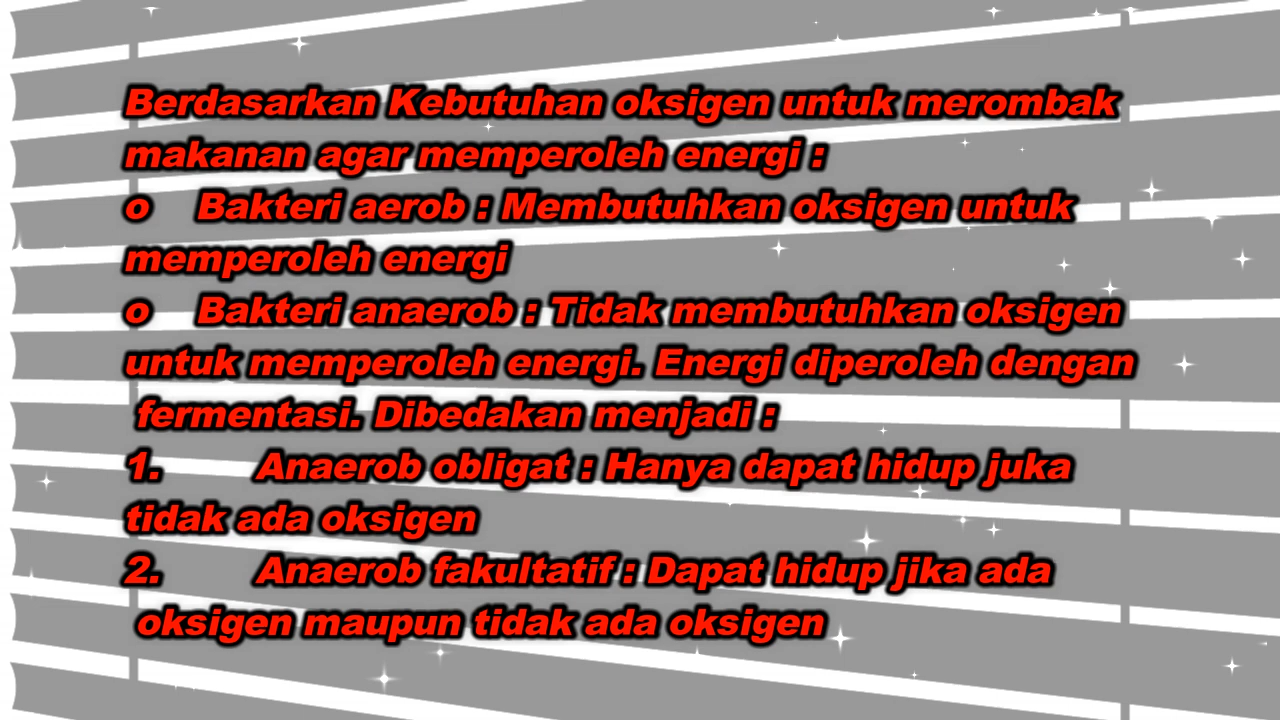 Berdasarkan Kebutuhan oksigen untuk merombak
makanan agar memperoleh energi :
o Bakteri aerob : Membutuhkan oksigen untuk
memperoleh energi
o Bakteri anaerob : Tidak membutuhkan oksigen
untuk memperoleh energi. Energi diperoleh dengan
fermentasi. Dibedakan menjadi :
1. Anaerob obligat : Hanya dapat hidup juka
tidak ada oksigen
2. Anaerob fakultatif : Dapat hidup jika ada
oksigen maupun tidak ada oksigen